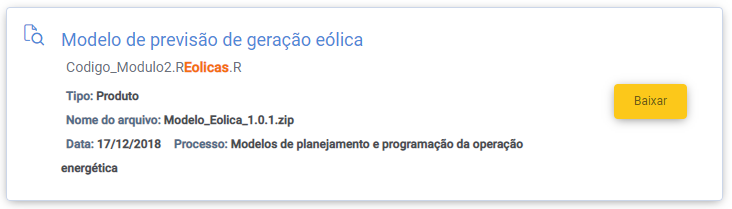 Modelo de previsão de geração eólica
Codigo_Modulo2.REolicas.R
Tipo: Produto
Baixar
Nome do arquivo: Modelo_Eolica_1.0.1.zip
Data: 17/12/2018 Processo: Modelos de planejamento e programação da operação
energética